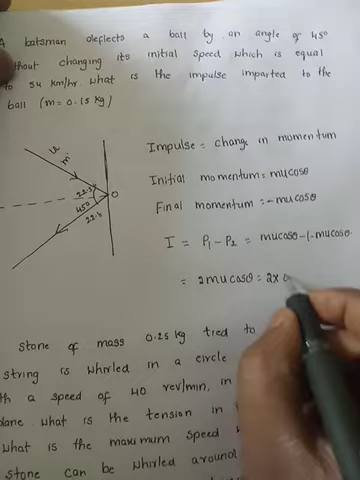 A batsman deflects a ball by an angle of 45°
without changing its initial speed which is equal
to 54 km/hr. What is the impulse imparted to the
ball (m = 0.15 kg)
Impulse = change in momentum
u
m
Initial momentum = mucosθ
22.5
O
45°
22.5
Final momentum = -mucosθ
I = P1 - P2 = mucosθ - (-mucosθ
= 2mucosθ = 2x
stone of mass 0.25 kg tied to
string is whirled in a circle
with a speed of 40 rev/min, in
plane what is the tension in
what is the maximum speed
stone can be whirled around